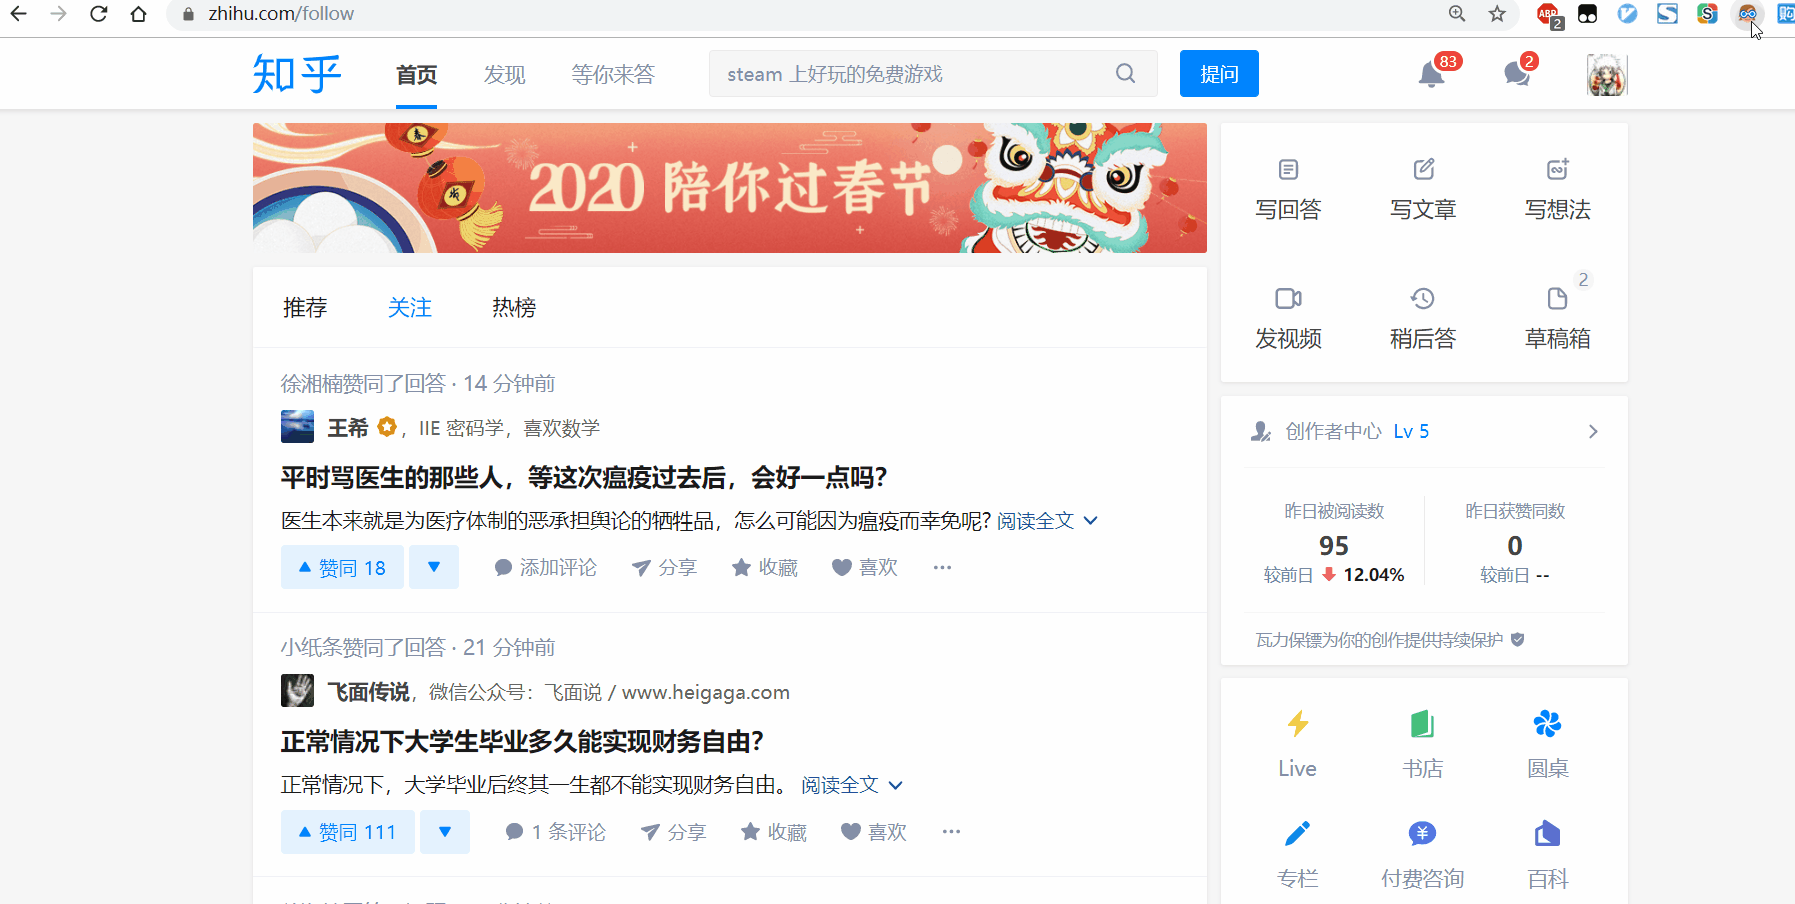 zhihu.com/follow
ABP
2
知乎
首页
发现
等你来答
steam 上好玩的免费游戏
提问
83
2
春
2020 陪你过春节
推荐
关注
热榜
徐湘楠赞同了回答 · 14 分钟前
王希 ，IIE 密码学，喜欢数学
平时骂医生的那些人，等这次瘟疫过去后，会好一点吗？
医生本来就是为医疗体制的恶承担舆论的牺牲品，怎么可能因为瘟疫而幸免呢？阅读全文
赞同 18
添加评论
分享
收藏
喜欢
小纸条赞同了回答 · 21 分钟前
飞面传说，微信公众号：飞面说 / www.heigaga.com
正常情况下大学生毕业多久能实现财务自由？
正常情况下，大学毕业后终其一生都不能实现财务自由。 阅读全文
赞同 111
1 条评论
分享
收藏
喜欢
写回答
写文章
写想法
发视频
稍后答
2
草稿箱
创作者中心 Lv 5
昨日被阅读数
95
较前日 12.04%
昨日获赞同数
0
较前日 --
瓦力保镖为你的创作提供持续保护
Live
书店
圆桌
专栏
付费咨询
百科